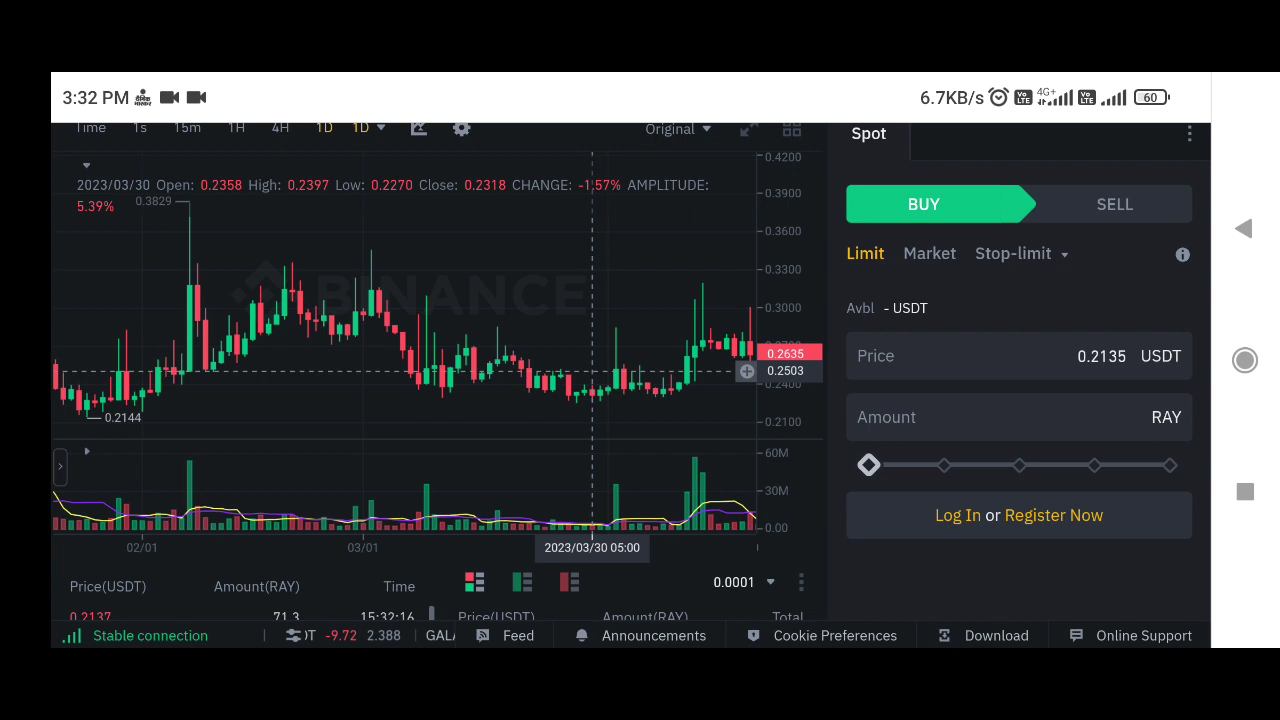 3:32 PM
6.7KB/s Vo LTE 4G+ Vo LTE 60
Time 1s 15m 1H 4H 1D 1D Original
Spot
2023/03/30 Open: 0.2358 High: 0.2397 Low: 0.2270 Close: 0.2318 CHANGE: -1.57% AMPLITUDE:
5.39%
0.3829
0.4200
0.3900
0.3600
0.3300
0.3000
0.2635
0.2503
0.2400
0.2100
BINANCE
0.2144
60M
30M
0.00
02/01 03/01 2023/03/30 05:00
BUY SELL
Limit Market Stop-limit
Avbl - USDT
Price 0.2135 USDT
Amount RAY
Log In or Register Now
Price(USDT) Amount(RAY) Time
0.0001
0.2137 71.3 15:32:16
Price(USDT) Amount(RAY) Total
Stable connection -9.72 2.388 Feed Announcements Cookie Preferences Download Online Support